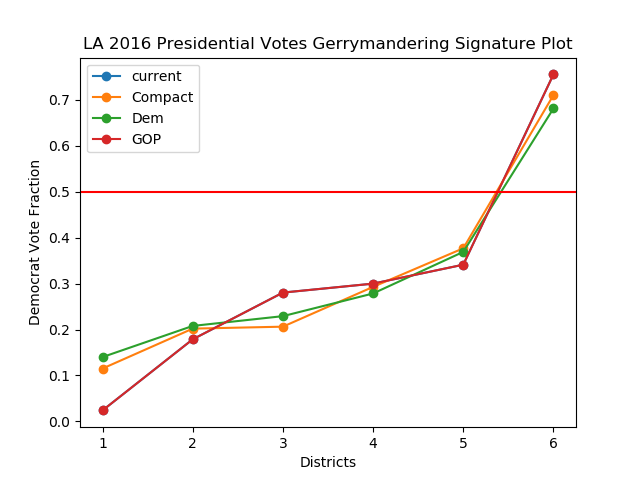 LA 2016 Presidential Votes Gerrymandering Signature Plot
current
Compact
Dem
GOP
Democrat Vote Fraction
0.7
0.6
0.5
0.4
0.3
0.2
0.1
0.0
1 2 3 4 5 6
Districts